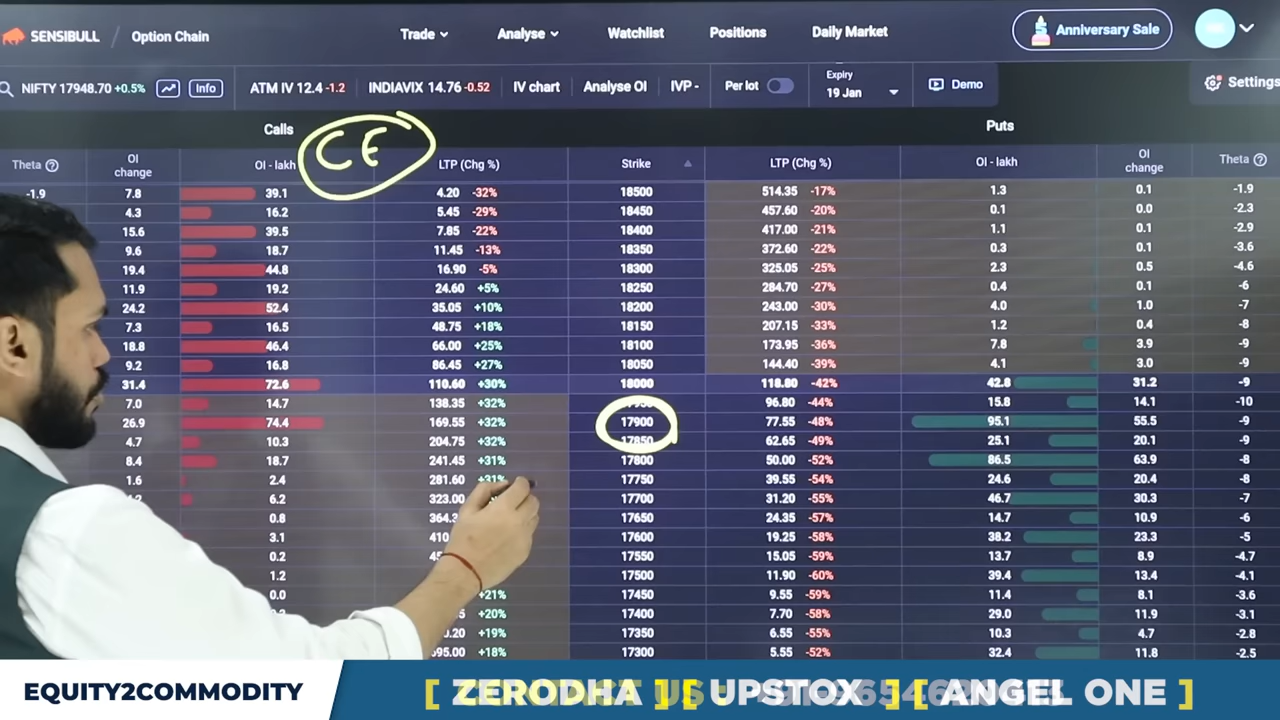 SENSIBULL / Option Chain Trade Analyse Watchlist Positions Daily Market Anniversary Sale
NIFTY 17948.70 +0.5% Info ATM IV 12.4 -1.2 INDIAVIX 14.76 -0.52 IV chart Analyse OI IVP - Per lot Expiry 19 Jan Demo Settings
Calls CE Puts
Theta OI change OI - lakh LTP (Chg %) Strike LTP (Chg %) OI - lakh OI change Theta
-1.9 7.8 39.1 4.20 -32% 18500 514.35 -17% 1.3 0.1 -1.9
4.3 16.2 5.45 -29% 18450 457.60 -20% 0.1 0.0 -2.3
15.6 39.5 7.85 -22% 18400 417.00 -21% 1.1 0.1 -2.9
9.6 18.7 11.45 -13% 18350 372.60 -22% 0.3 0.1 -3.6
19.4 44.8 16.90 -5% 18300 325.05 -25% 2.3 0.5 -4.6
11.9 19.2 24.60 +5% 18250 284.70 -27% 0.4 0.1 -6
24.2 52.4 35.05 +10% 18200 243.00 -30% 4.0 1.0 -7
7.3 16.5 48.75 +18% 18150 207.15 -33% 1.2 0.4 -8
18.8 46.4 66.00 +25% 18100 173.95 -36% 7.8 3.9 -9
9.2 16.8 86.45 +27% 18050 144.40 -39% 4.1 3.0 -9
31.4 72.6 110.60 +30% 18000 118.80 -42% 42.8 31.2 -9
7.0 14.7 138.35 +32% 96.80 -44% 15.8 14.1 -10
26.9 74.4 169.55 +32% 17900 77.55 -48% 95.1 55.5 -9
4.7 10.3 204.75 +32% 17850 62.65 -49% 25.1 20.1 -9
8.4 18.7 241.45 +31% 17800 50.00 -52% 86.5 63.9 -8
1.6 2.4 281.60 +31% 17750 39.55 -54% 24.6 20.4 -8
6.2 323.00 17700 31.20 -55% 46.7 30.3 -7
0.8 17650 24.35 -57% 14.7 10.9 -6
3.1 17600 19.25 -58% 38.2 23.3 -5
0.2 17550 15.05 -59% 13.7 8.9 -4.7
1.2 17500 11.90 -60% 39.4 13.4 -4.1
0.0 +21% 17450 9.55 -59% 11.4 8.1 -3.6
+20% 17400 7.70 -58% 29.0 11.9 -3.1
+19% 17350 6.55 -55% 10.3 4.7 -2.8
+18% 17300 5.55 -52% 32.4 11.8 -2.5
EQUITY2COMMODITY [ ZERODHA ] [ UPSTOX ] [ ANGEL ONE ]